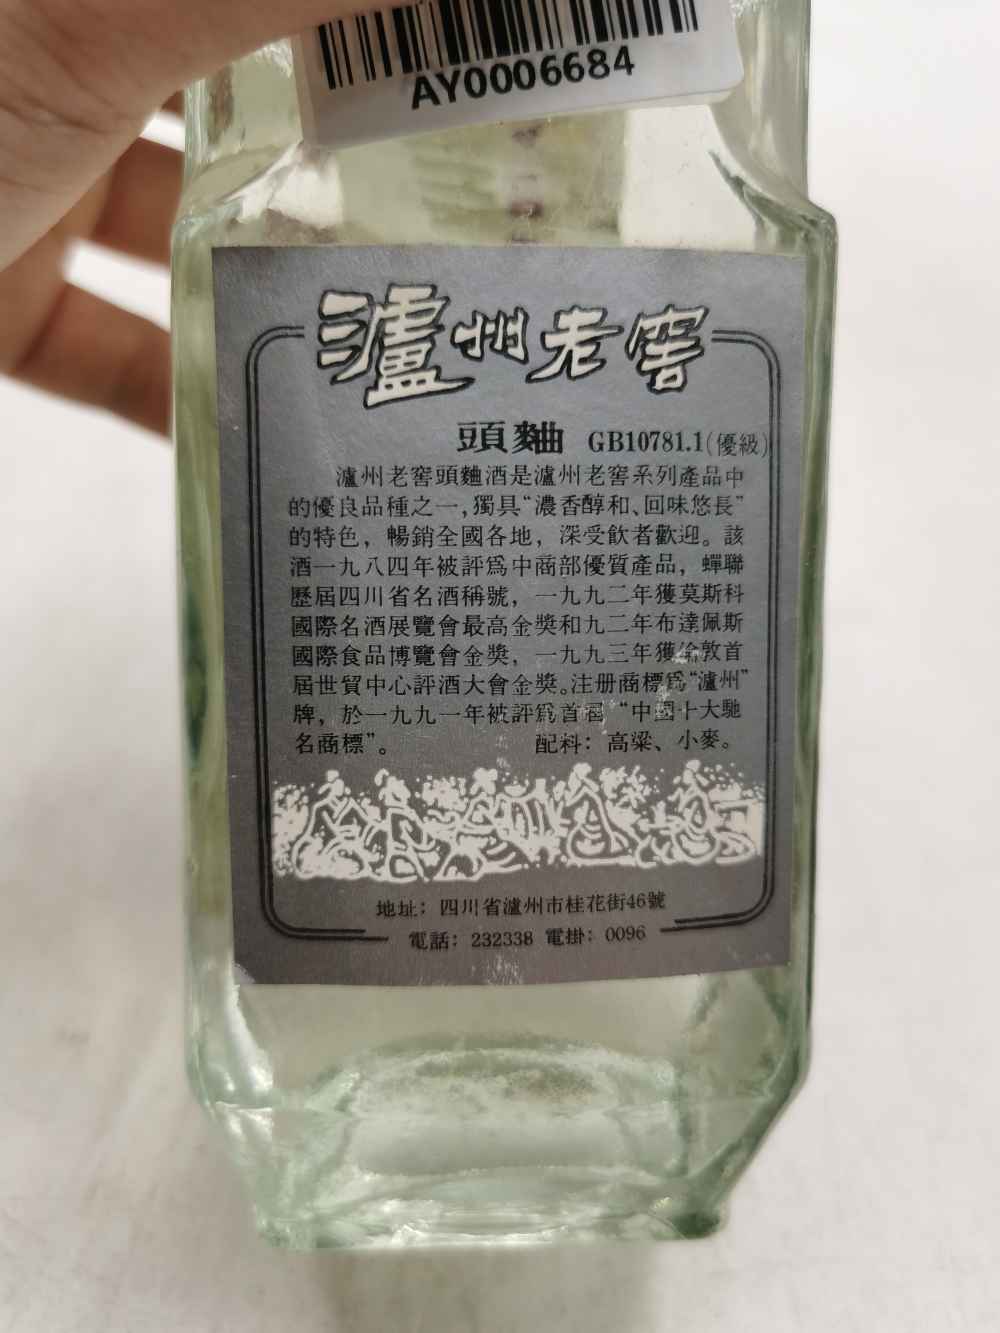 AY0006684
瀘州老窖
頭麯 GB10781.1(優級)
瀘州老窖頭麯酒是瀘州老窖系列產品中
的優良品種之一,獨具“濃香醇和、回味悠長”
的特色，暢銷全國各地，深受飲者歡迎。該
酒一九八四年被評爲中商部優質產品，蟬聯
歷屆四川省名酒稱號，一九九二年獲莫斯科
國際名酒展覽會最高金獎和九二年布達佩斯
國際食品博覽會金獎，一九九三年獲倫敦首
屆世貿中心評酒大會金獎。注册商標爲“瀘州”
牌，於一九九一年被評爲首屆“中國十大馳
名商標”。 配料：高粱、小麥。
地址：四川省瀘州市桂花街46號
電話：232338 電掛：0096